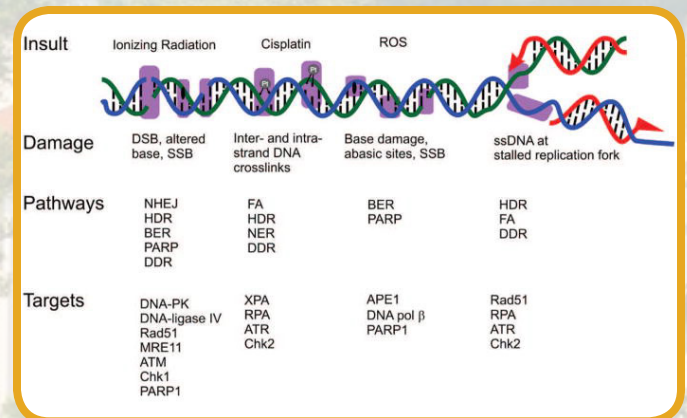 Insult Ionizing Radiation Cisplatin ROS
Pt Pt
Damage DSB, altered base, SSB Inter- and intra-strand DNA crosslinks Base damage, abasic sites, SSB ssDNA at stalled replication fork
Pathways
NHEJ FA BER HDR
HDR HDR PARP FA
BER NER DDR
PARP DDR
DDR
Targets
DNA-PK XPA APE1 Rad51
DNA-ligase IV RPA DNA pol β RPA
Rad51 ATR PARP1 ATR
MRE11 Chk2 Chk2
ATM
Chk1
PARP1